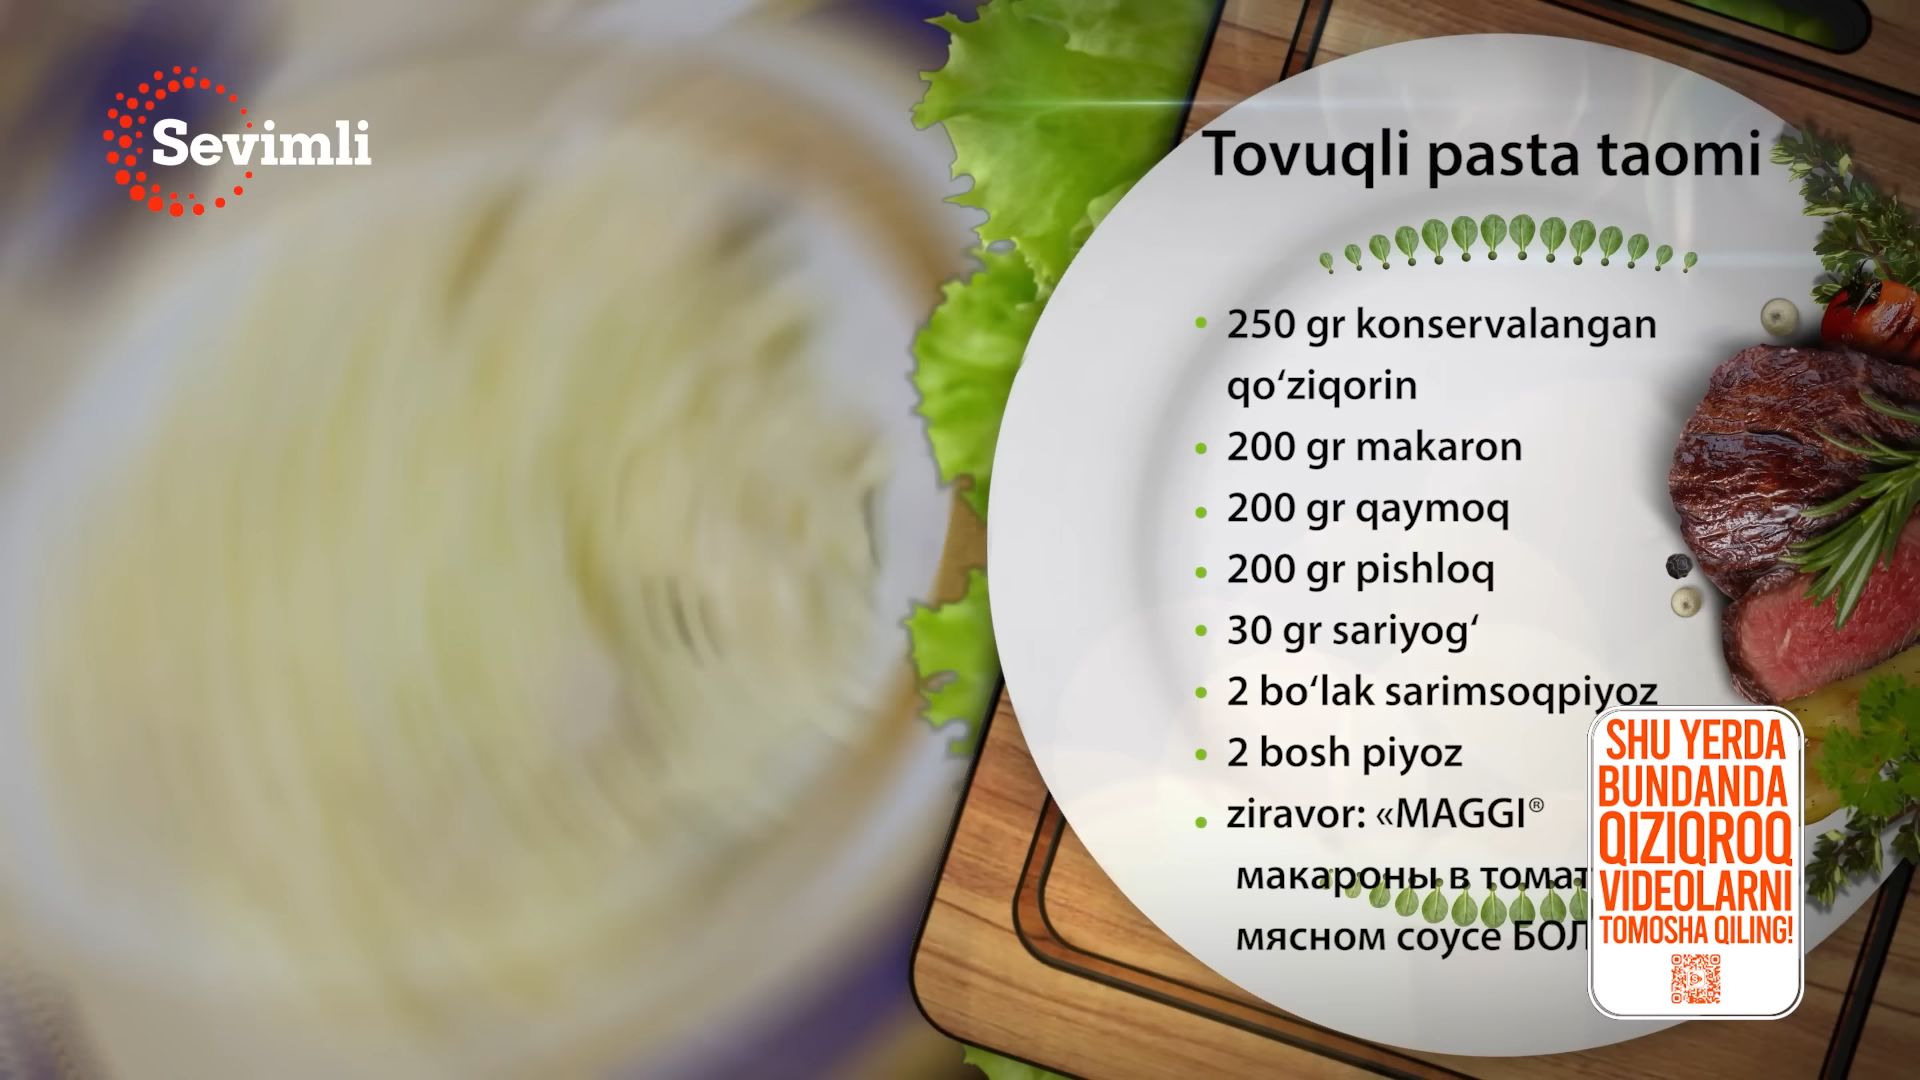 Sevimli
Tovuqli pasta taomi
250 gr konservalangan
qo‘ziqorin
200 gr makaron
200 gr qaymoq
200 gr pishloq
30 gr sariyog‘
2 bo‘lak sarimsoqpiyoz
2 bosh piyoz
ziravor: «MAGGI®
макароны в
мясном соусе
SHU YERDA
BUNDANDA
QIZIQROQ
VIDEOLARNI
TOMOSHA QILING!